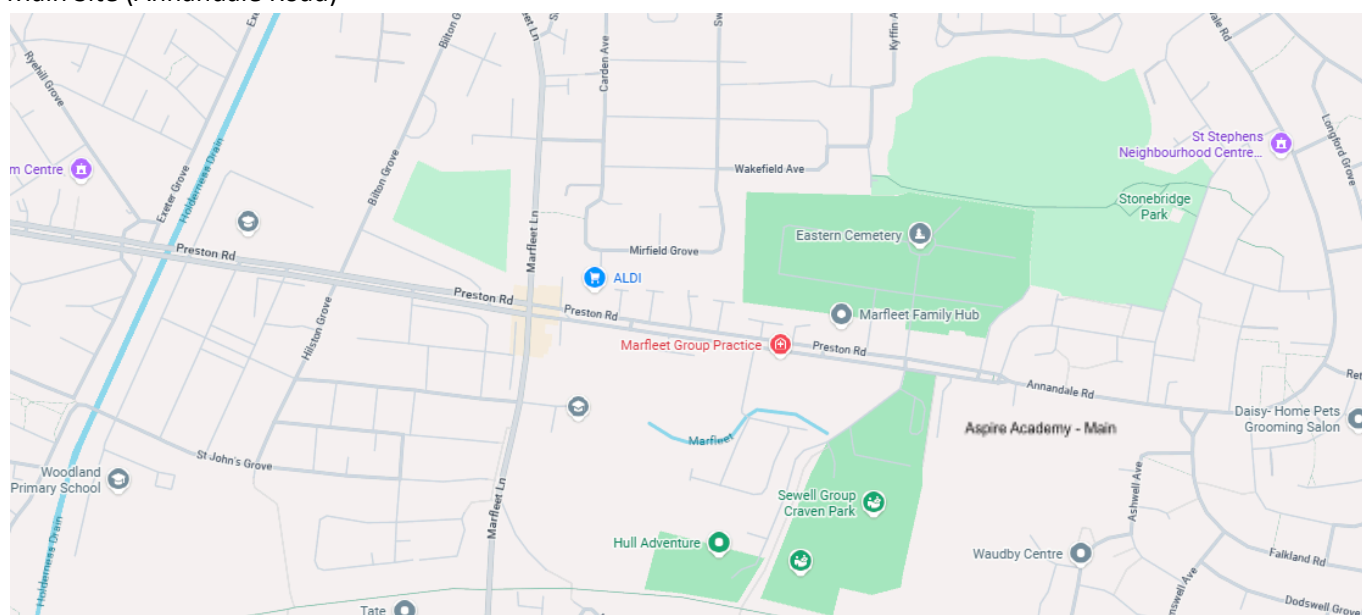 Main Site (Annandale Road)
Ryehill Grove
Bilton Grove
Carden Ave
Kyffin A
Longford Grove
St Stephens
Neighbourhood Centre...
m Centre
Exeter Grove
Holderness Drain
Bilton Grove
Marfleet Ln
Wakefield Ave
Stonebridge
Park
Eastern Cemetery
Preston Rd
Mirfield Grove
ALDI
Preston Rd
Preston Rd
Marfleet Family Hub
Hilston Grove
Marfleet Group Practice
Preston Rd
Annandale Rd
Daisy- Home Pets
Grooming Salon
Aspire Academy - Main
Marfleet
St John's Grove
Woodland
Primary School
Ashwell Ave
Sewell Group
Craven Park
Marfleet Ln
Hull Adventure
Waudby Centre
Falkland Rd
Holderness Drain
Tate
Dodswell Grove